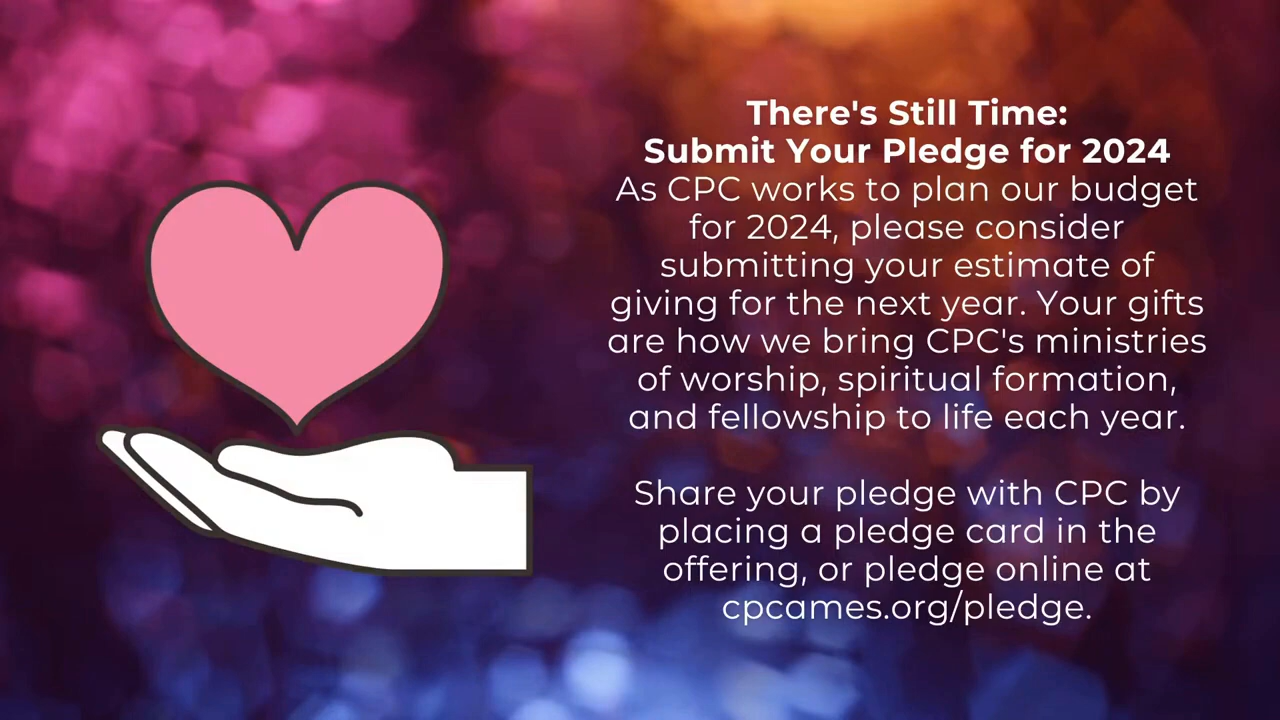 There's Still Time:
Submit Your Pledge for 2024
As CPC works to plan our budget
for 2024, please consider
submitting your estimate of
giving for the next year. Your gifts
are how we bring CPC's ministries
of worship, spiritual formation,
and fellowship to life each year.
Share your pledge with CPC by
placing a pledge card in the
offering, or pledge online at
cpcames.org/pledge.